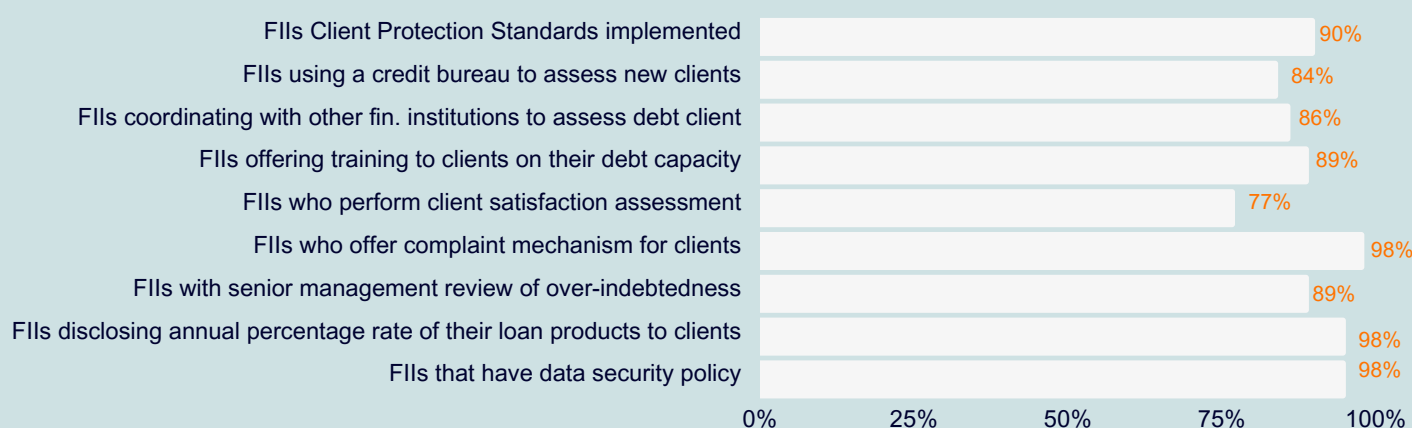 FIIs Client Protection Standards implemented 90%
FIIs using a credit bureau to assess new clients 84%
FIIs coordinating with other fin. institutions to assess debt client 86%
FIIs offering training to clients on their debt capacity 89%
FIIs who perform client satisfaction assessment 77%
FIIs who offer complaint mechanism for clients 98%
FIIs with senior management review of over-indebtedness 89%
FIIs disclosing annual percentage rate of their loan products to clients 98%
FIIs that have data security policy 98%
0% 25% 50% 75% 100%